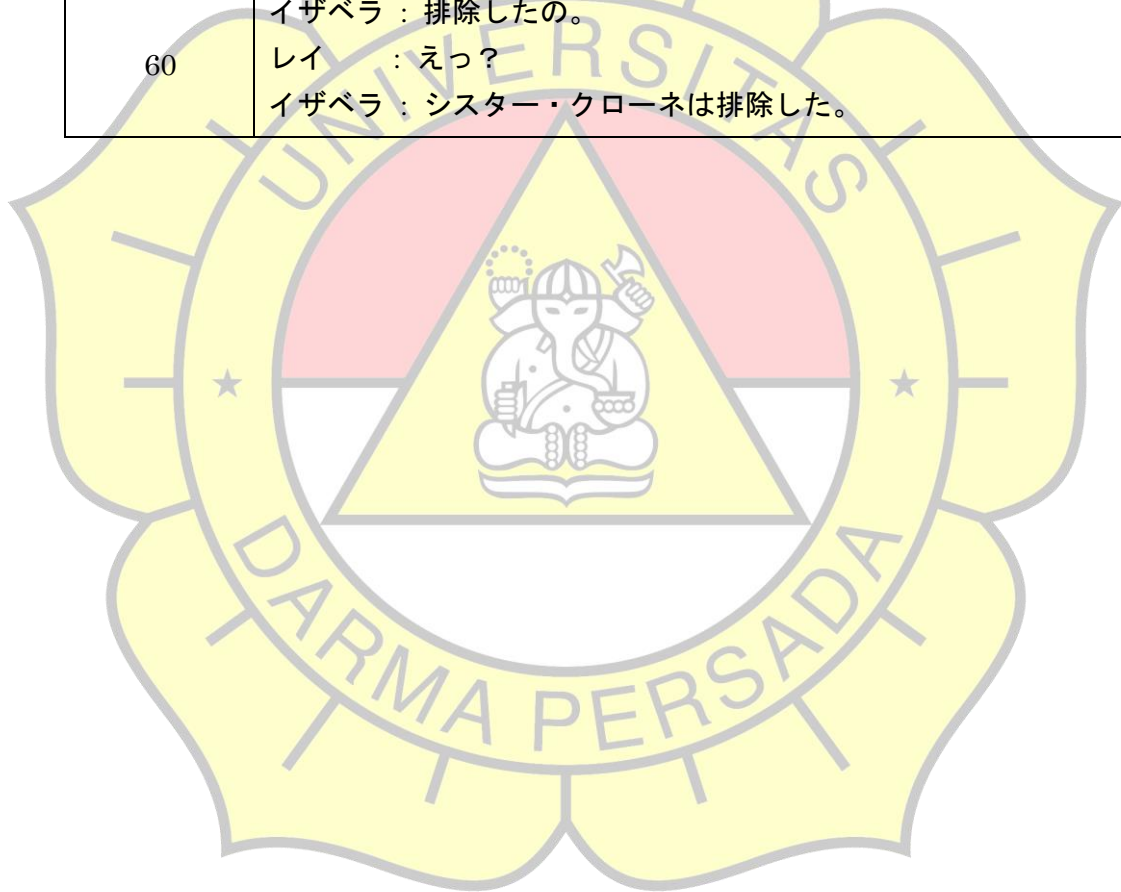 イザベラ : 排除したの。
60
レイ : えっ？
イザベラ : シスター・クローネは排除した。
UNIVERSITAS
DARMA PERSADA